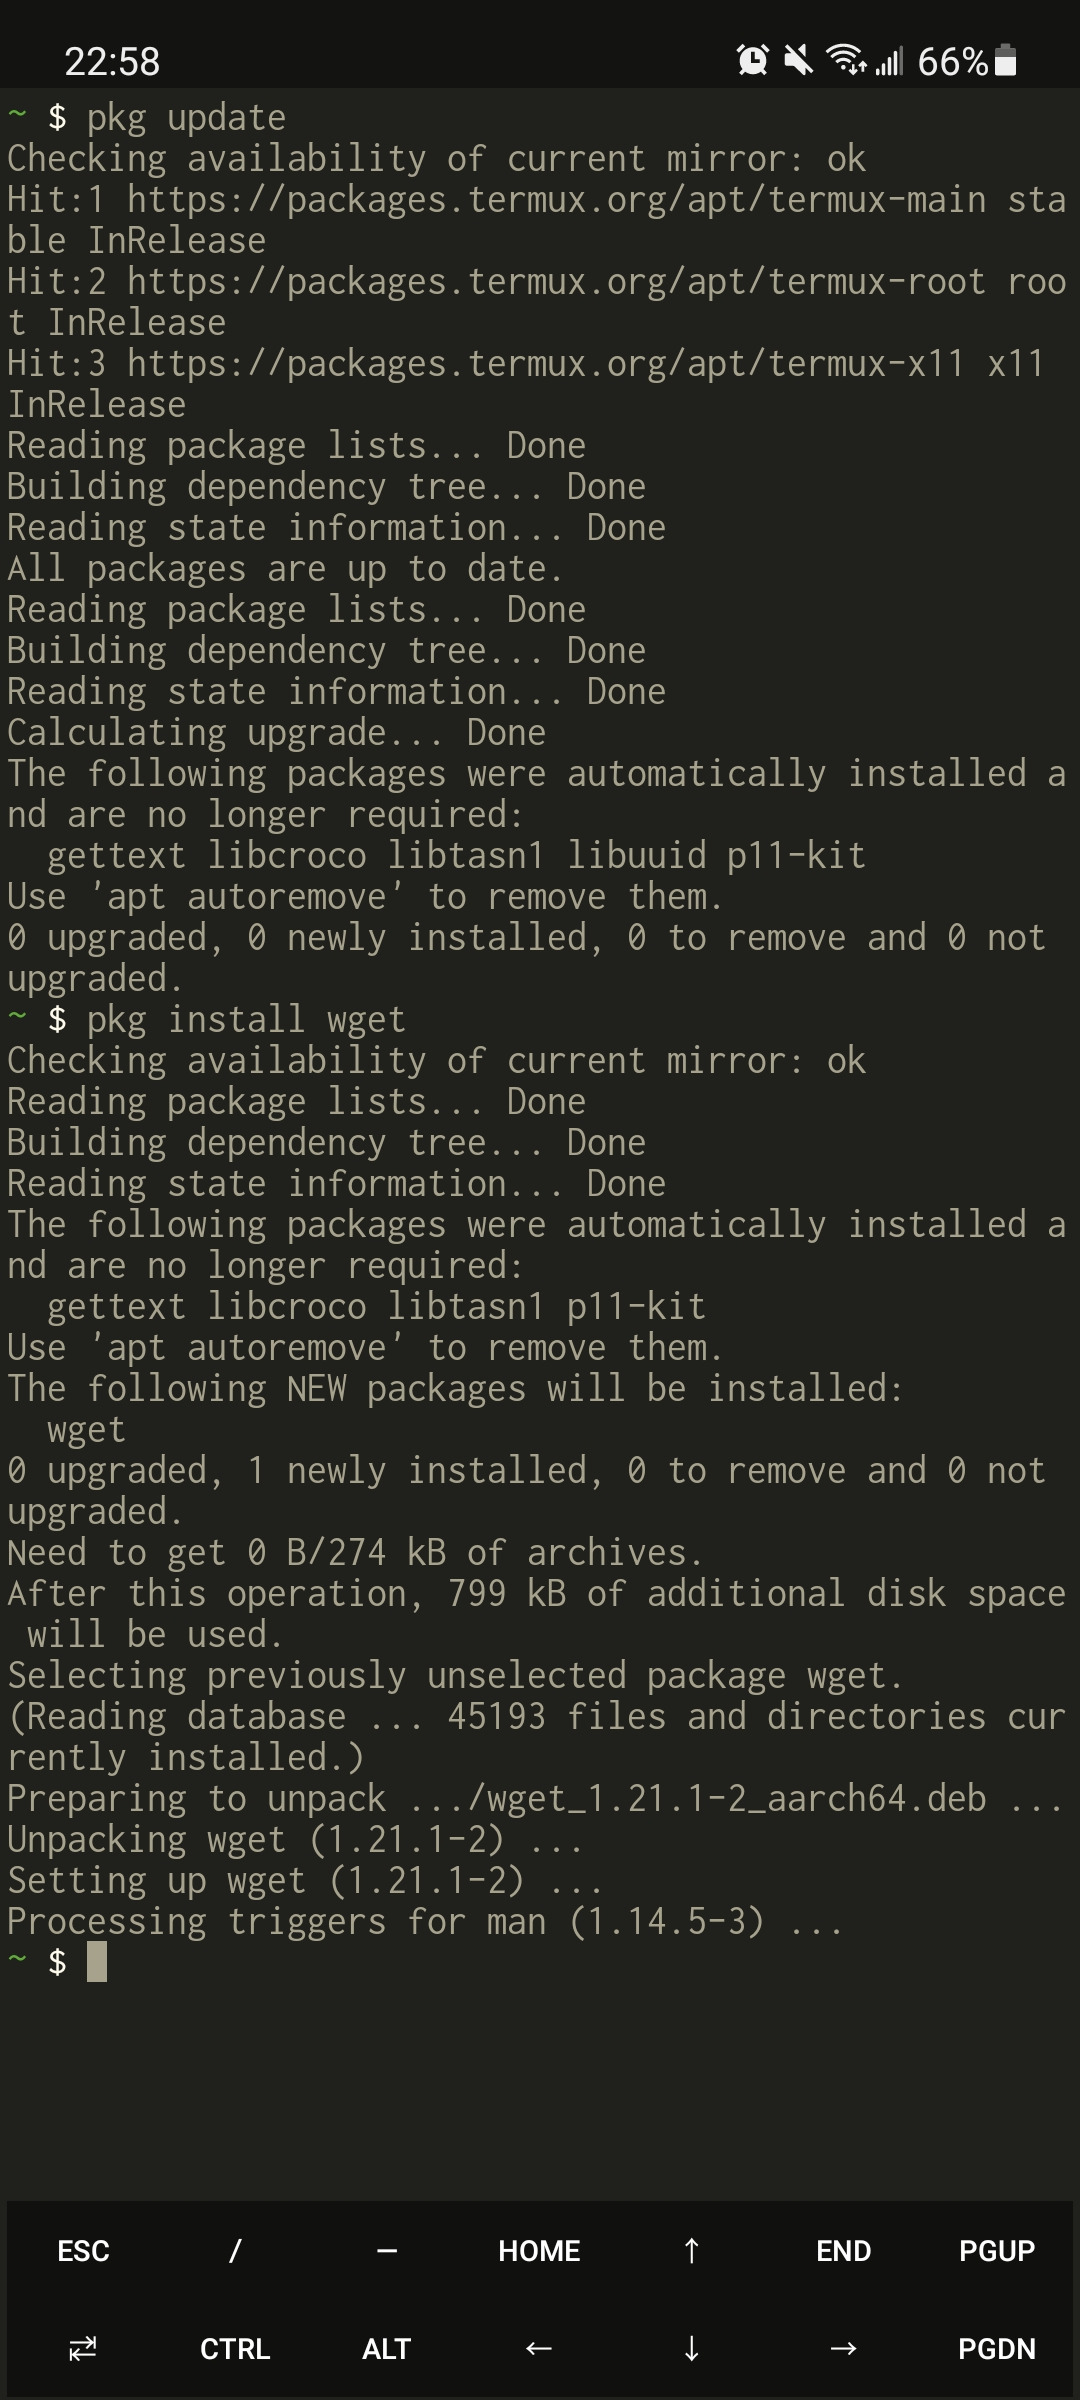 22:58 66%
~ $ pkg update
Checking availability of current mirror: ok
Hit:1 https://packages.termux.org/apt/termux-main sta
ble InRelease
Hit:2 https://packages.termux.org/apt/termux-root roo
t InRelease
Hit:3 https://packages.termux.org/apt/termux-x11 x11
InRelease
Reading package lists... Done
Building dependency tree... Done
Reading state information... Done
All packages are up to date.
Reading package lists... Done
Building dependency tree... Done
Reading state information... Done
Calculating upgrade... Done
The following packages were automatically installed a
nd are no longer required:
  gettext libcroco libtasn1 libuuid p11-kit
Use 'apt autoremove' to remove them.
0 upgraded, 0 newly installed, 0 to remove and 0 not
upgraded.
~ $ pkg install wget
Checking availability of current mirror: ok
Reading package lists... Done
Building dependency tree... Done
Reading state information... Done
The following packages were automatically installed a
nd are no longer required:
  gettext libcroco libtasn1 p11-kit
Use 'apt autoremove' to remove them.
The following NEW packages will be installed:
  wget
0 upgraded, 1 newly installed, 0 to remove and 0 not
upgraded.
Need to get 0 B/274 kB of archives.
After this operation, 799 kB of additional disk space
 will be used.
Selecting previously unselected package wget.
(Reading database ... 45193 files and directories cur
rently installed.)
Preparing to unpack .../wget_1.21.1-2_aarch64.deb ...
Unpacking wget (1.21.1-2) ...
Setting up wget (1.21.1-2) ...
Processing triggers for man (1.14.5-3) ...
~ $
ESC / – HOME ↑ END PGUP
⇄ CTRL ALT ← ↓ → PGDN